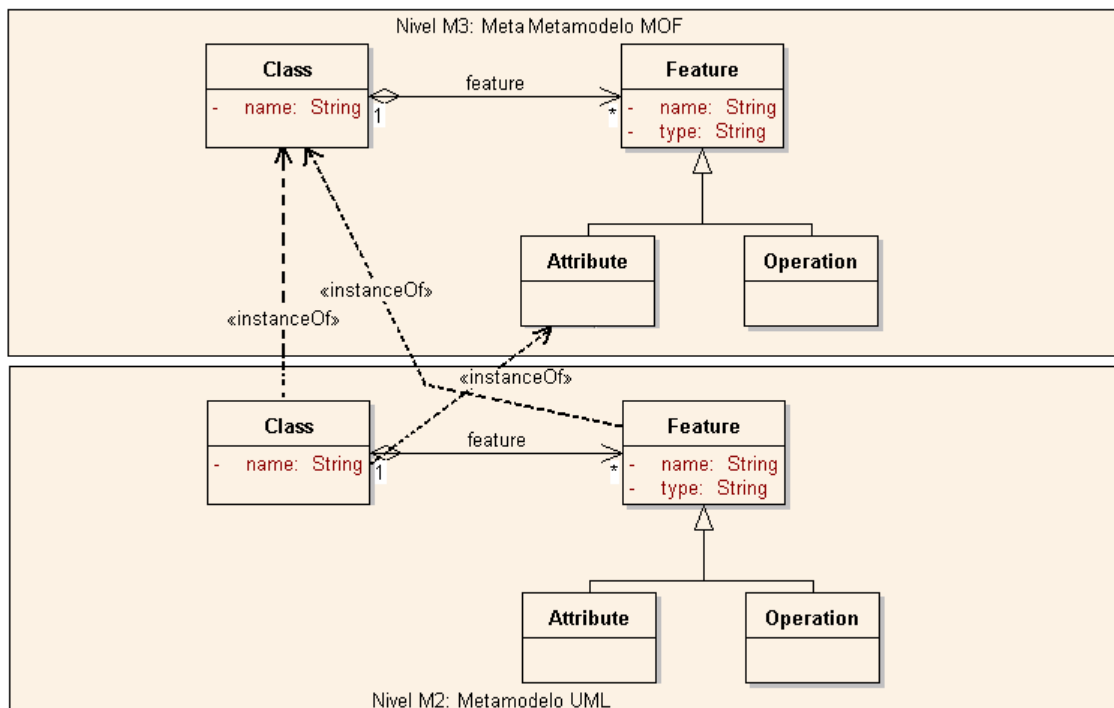 Nivel M3: Meta Metamodelo MOF
Class
- name: String
feature
1
*
Feature
- name: String
- type: String
Attribute
Operation
«instanceOf»
«instanceOf»
«instanceOf»
Class
- name: String
feature
1
*
Feature
- name: String
- type: String
Attribute
Operation
Nivel M2: Metamodelo UML